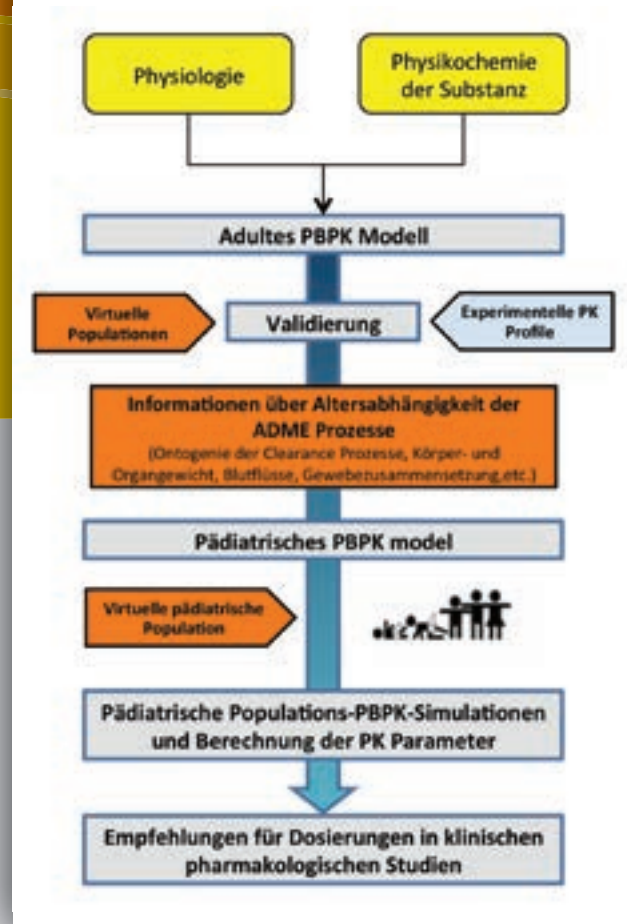 Physiologie
Physikochemie
der Substanz
Adultes PBPK Modell
Virtuelle
Populationen
Validierung
Experimentelle PK
Profile
Informationen über Altersabhängigkeit der
ADME Prozesse
(Ontogenie der Clearance Prozesse, Körper- und
Organgewicht, Blutflüsse, Gewebezusammensetzung,etc.)
Pädiatrisches PBPK model
Virtuelle pädiatrische
Population
Pädiatrische Populations-PBPK-Simulationen
und Berechnung der PK Parameter
Empfehlungen für Dosierungen in klinischen
pharmakologischen Studien